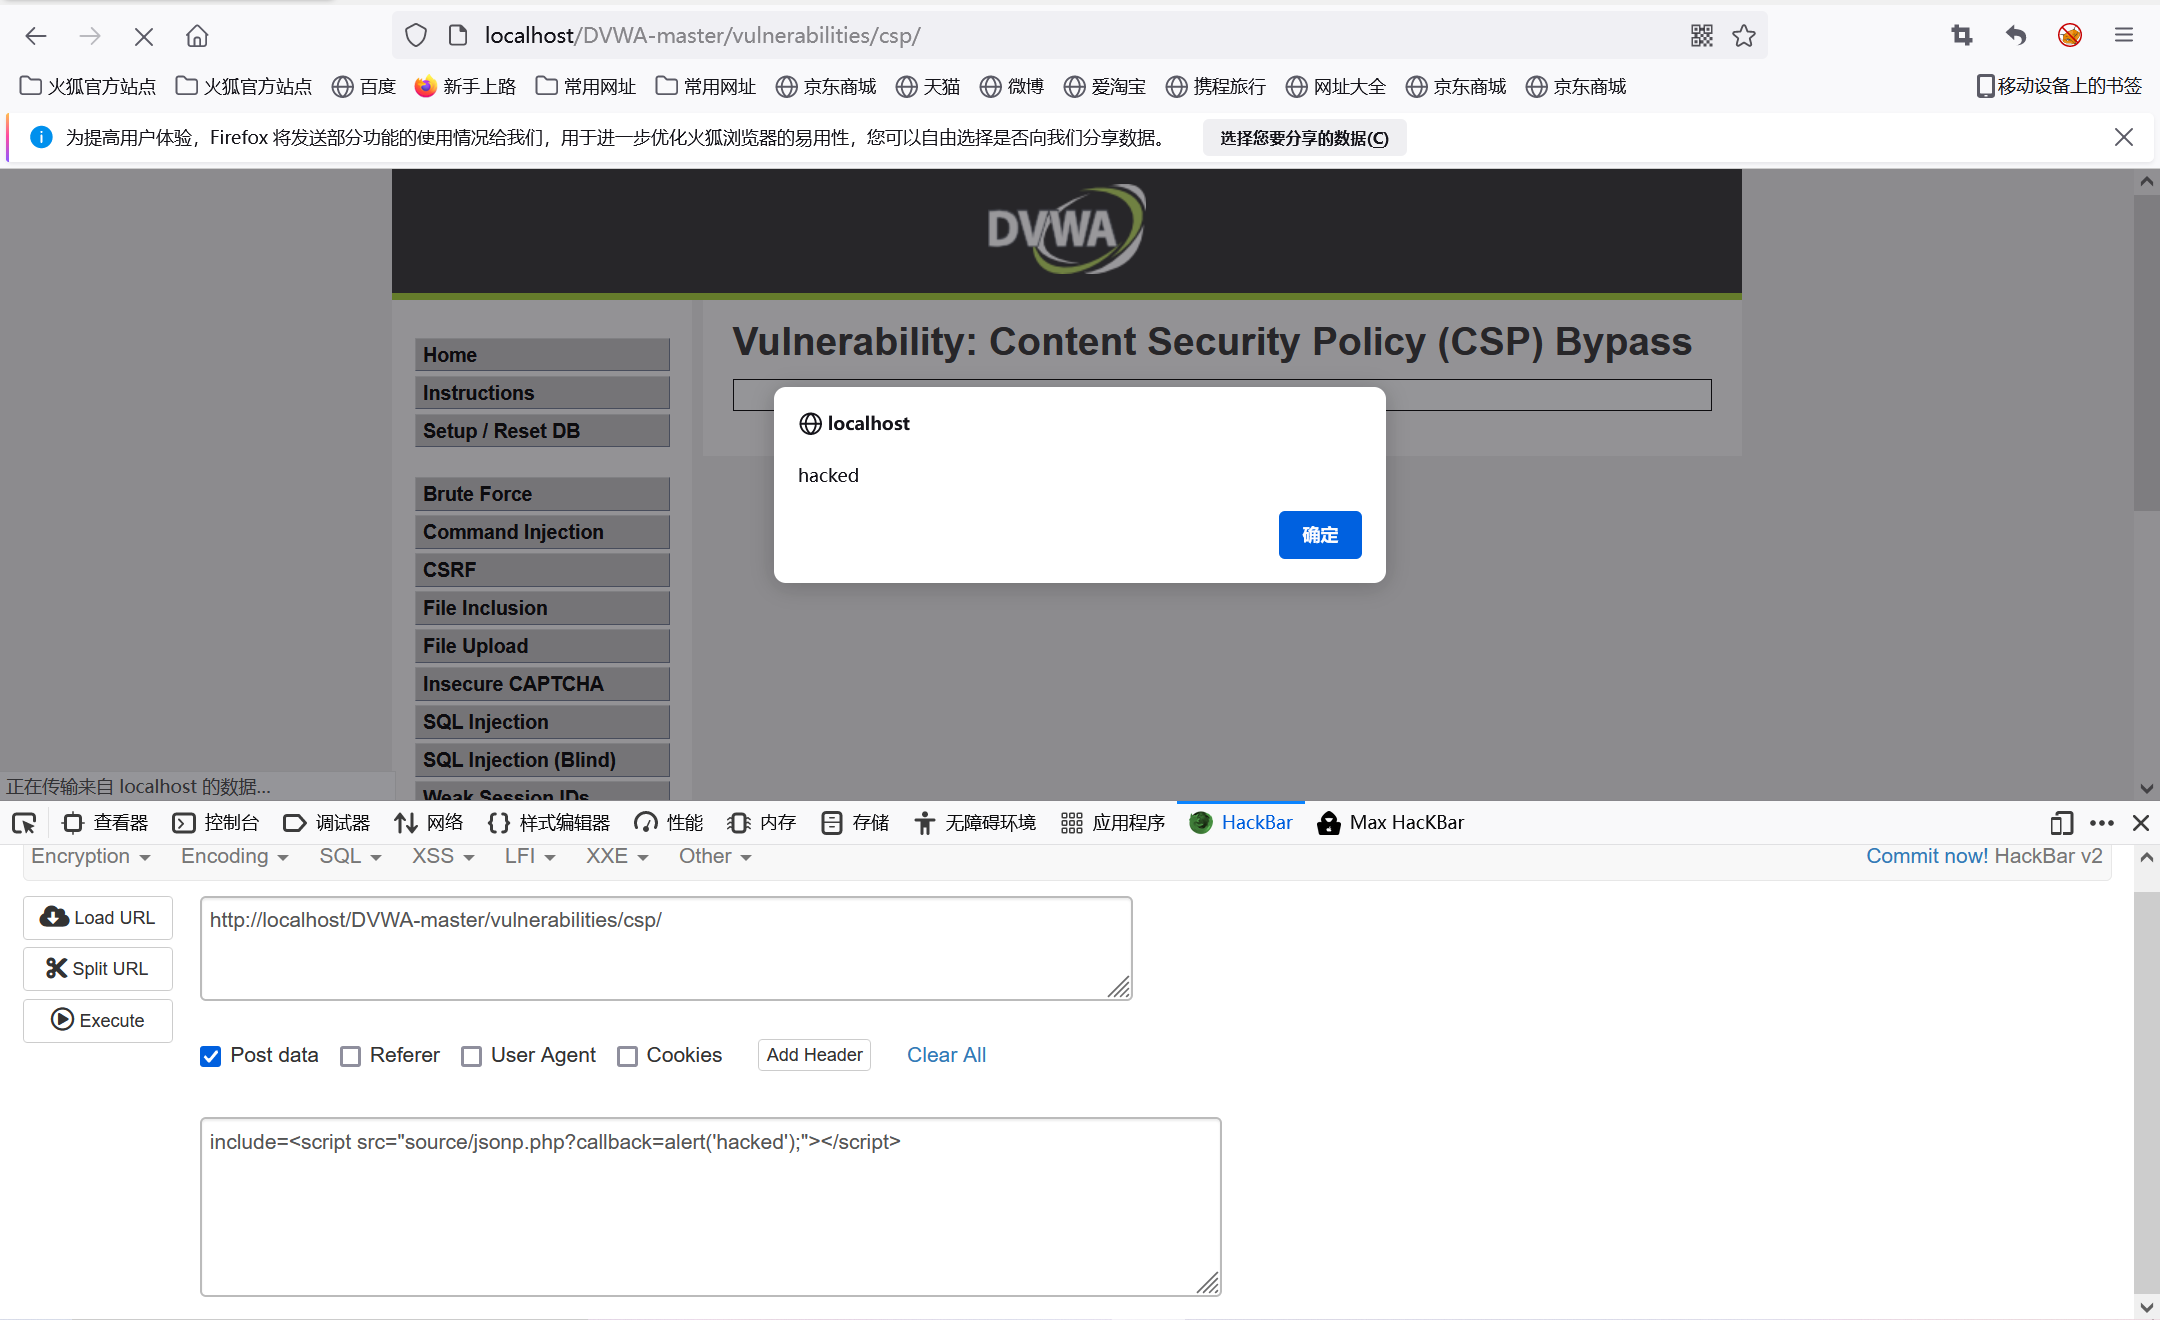 localhost/DVWA-master/vulnerabilities/csp/
火狐官方站点 火狐官方站点 百度 新手上路 常用网址 常用网址 京东商城 天猫 微博 爱淘宝 携程旅行 网址大全 京东商城 京东商城 移动设备上的书签
为提高用户体验，Firefox 将发送部分功能的使用情况给我们，用于进一步优化火狐浏览器的易用性，您可以自由选择是否向我们分享数据。 选择您要分享的数据(C)
DVWA
Vulnerability: Content Security Policy (CSP) Bypass
Home
Instructions
Setup / Reset DB
Brute Force
Command Injection
CSRF
File Inclusion
File Upload
Insecure CAPTCHA
SQL Injection
SQL Injection (Blind)
Weak Session IDs
localhost
hacked
确定
正在传输来自 localhost 的数据...
查看器 控制台 调试器 网络 样式编辑器 性能 内存 存储 无障碍环境 应用程序 HackBar Max HacKBar
Encryption Encoding SQL XSS LFI XXE Other Commit now! HackBar v2
Load URL
Split URL
Execute
http://localhost/DVWA-master/vulnerabilities/csp/
Post data Referer User Agent Cookies Add Header Clear All
include=<script src="source/jsonp.php?callback=alert('hacked');"></script>